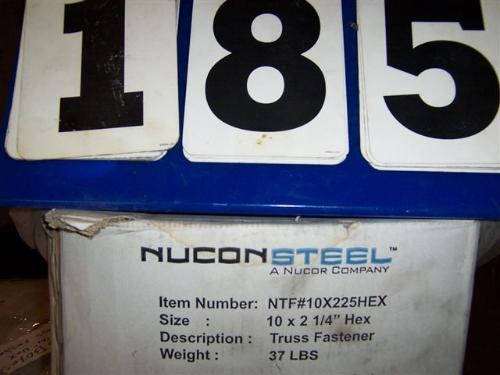 185
NUCONSTEEL™
A NUCOR COMPANY
Item Number: NTF#10X225HEX
Size : 10 x 2 1/4" Hex
Description : Truss Fastener
Weight : 37 LBS